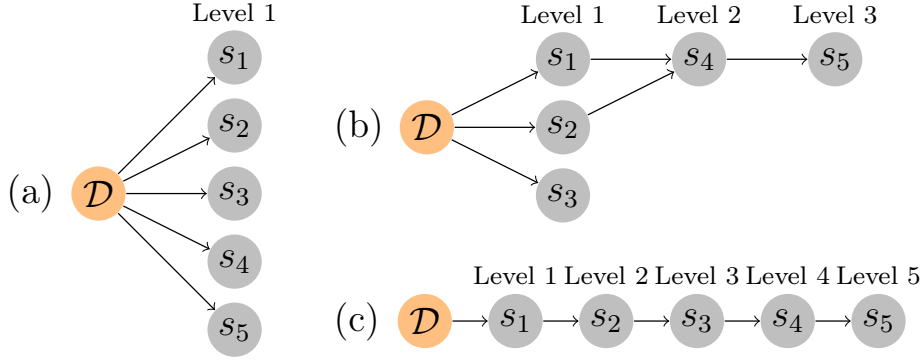 Level 1
s₁
s₂
(a) 𝒟 s₃
s₄
s₅
Level 1 Level 2 Level 3
s₁ s₄ s₅
(b) 𝒟 s₂
s₃
Level 1 Level 2 Level 3 Level 4 Level 5
(c) 𝒟 s₁ s₂ s₃ s₄ s₅